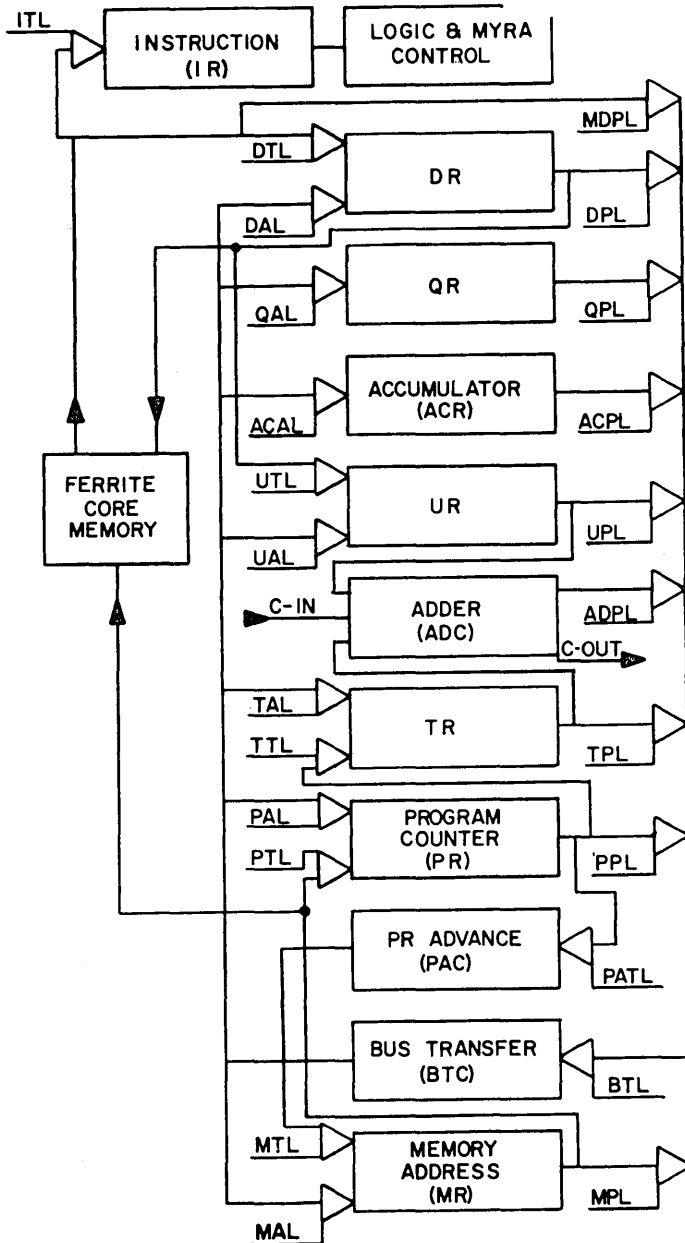 ITL
INSTRUCTION
(IR)
LOGIC & MYRA
CONTROL
MDPL
DTL
DR
DAL
DPL
QR
QAL
QPL
ACCUMULATOR
(ACR)
ACAL
ACPL
FERRITE
CORE
MEMORY
UTL
UR
UAL
UPL
C-IN
ADDER
(ADC)
ADPL
C-OUT
TAL
TR
TTL
TPL
PAL
PROGRAM
COUNTER
(PR)
PTL
PPL
PR ADVANCE
(PAC)
PATL
BUS TRANSFER
(BTC)
BTL
MTL
MEMORY
ADDRESS
(MR)
MAL
MPL